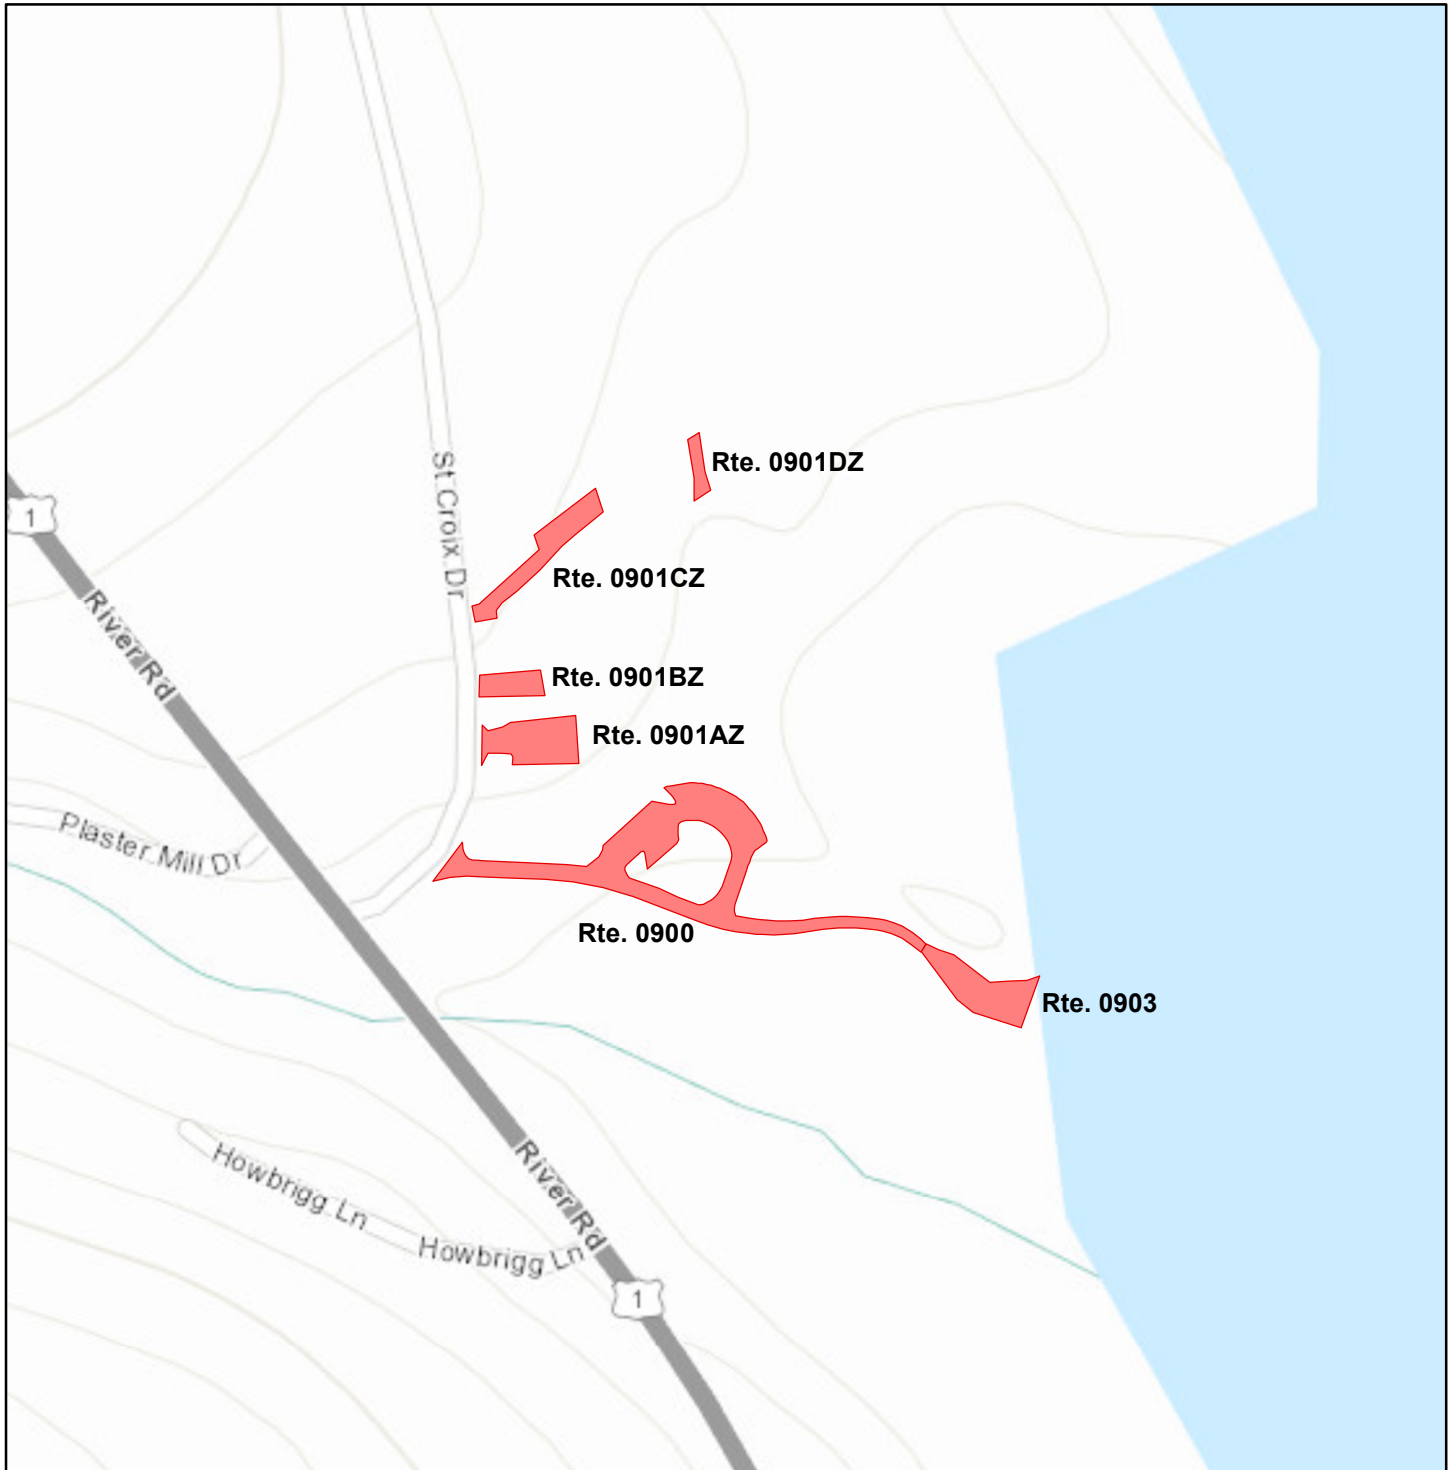 Rte. 0901DZ
St Croix Dr
1
Rte. 0901CZ
River Rd
Rte. 0901BZ
Rte. 0901AZ
Plaster Mill Dr
Rte. 0900
Rte. 0903
Howbrigg Ln
River Rd
Howbrigg Ln
1